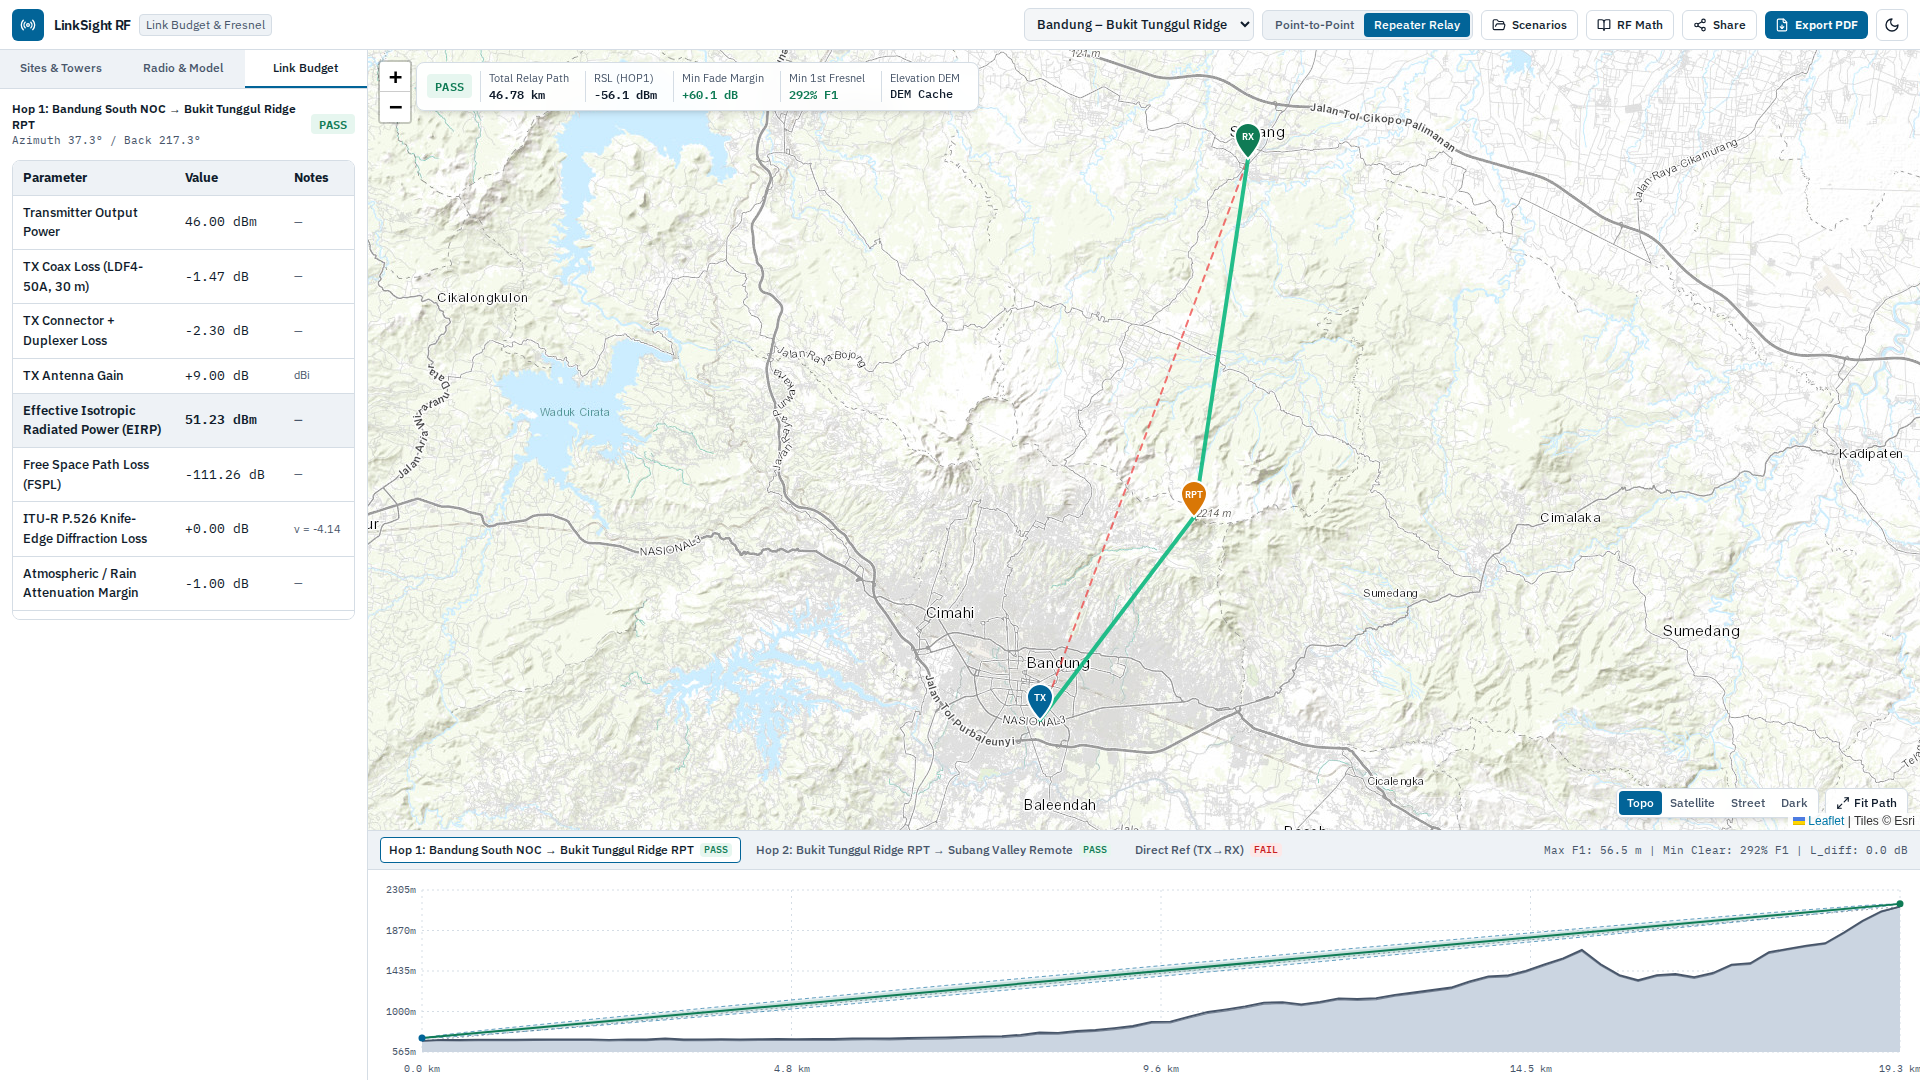 LinkSight RF
Link Budget & Fresnel
Bandung – Bukit Tunggul Ridge
Point-to-Point
Repeater Relay
Scenarios
RF Math
Share
Export PDF
Sites & Towers
Radio & Model
Link Budget
Hop 1: Bandung South NOC → Bukit Tunggul Ridge
RPT
PASS
Azimuth 37.3° / Back 217.3°
Parameter Value Notes
Transmitter Output
Power
46.00 dBm
—
TX Coax Loss (LDF4-
50A, 30 m)
-1.47 dB
—
TX Connector +
Duplexer Loss
-2.30 dB
—
TX Antenna Gain
+9.00 dB
dBi
Effective Isotropic
Radiated Power (EIRP)
51.23 dBm
—
Free Space Path Loss
(FSPL)
-111.26 dB
—
ITU-R P.526 Knife-
Edge Diffraction Loss
+0.00 dB
v = -4.14
Atmospheric / Rain
Attenuation Margin
-1.00 dB
—
+
−
PASS
Total Relay Path
46.78 km
RSL (HOP1)
-56.1 dBm
Min Fade Margin
+60.1 dB
Min 1st Fresnel
292% F1
Elevation DEM
DEM Cache
121 m
Jalan Tol Cikopo Palimanan
Jalan Raya Cikamurang
RX
Cikalongkulon
Jalan Raya Bojong
Waduk Cirata
Kadipaten
RPT
2214 m
Cimalaka
NASIONAL 3
Sumedang
Cimahi
Sumedang
Bandung
TX
NASIONAL 3
Jalan Tol Purbaleunyi
Cicalengka
Baleendah
Topo
Satellite
Street
Dark
Fit Path
Leaflet | Tiles © Esri
Hop 1: Bandung South NOC → Bukit Tunggul Ridge RPT PASS
Hop 2: Bukit Tunggul Ridge RPT → Subang Valley Remote PASS
Direct Ref (TX→RX) FAIL
Max F1: 56.5 m | Min Clear: 292% F1 | L_diff: 0.0 dB
2305m
1870m
1435m
1000m
565m
0.0 km
4.8 km
9.6 km
14.5 km
19.3 km